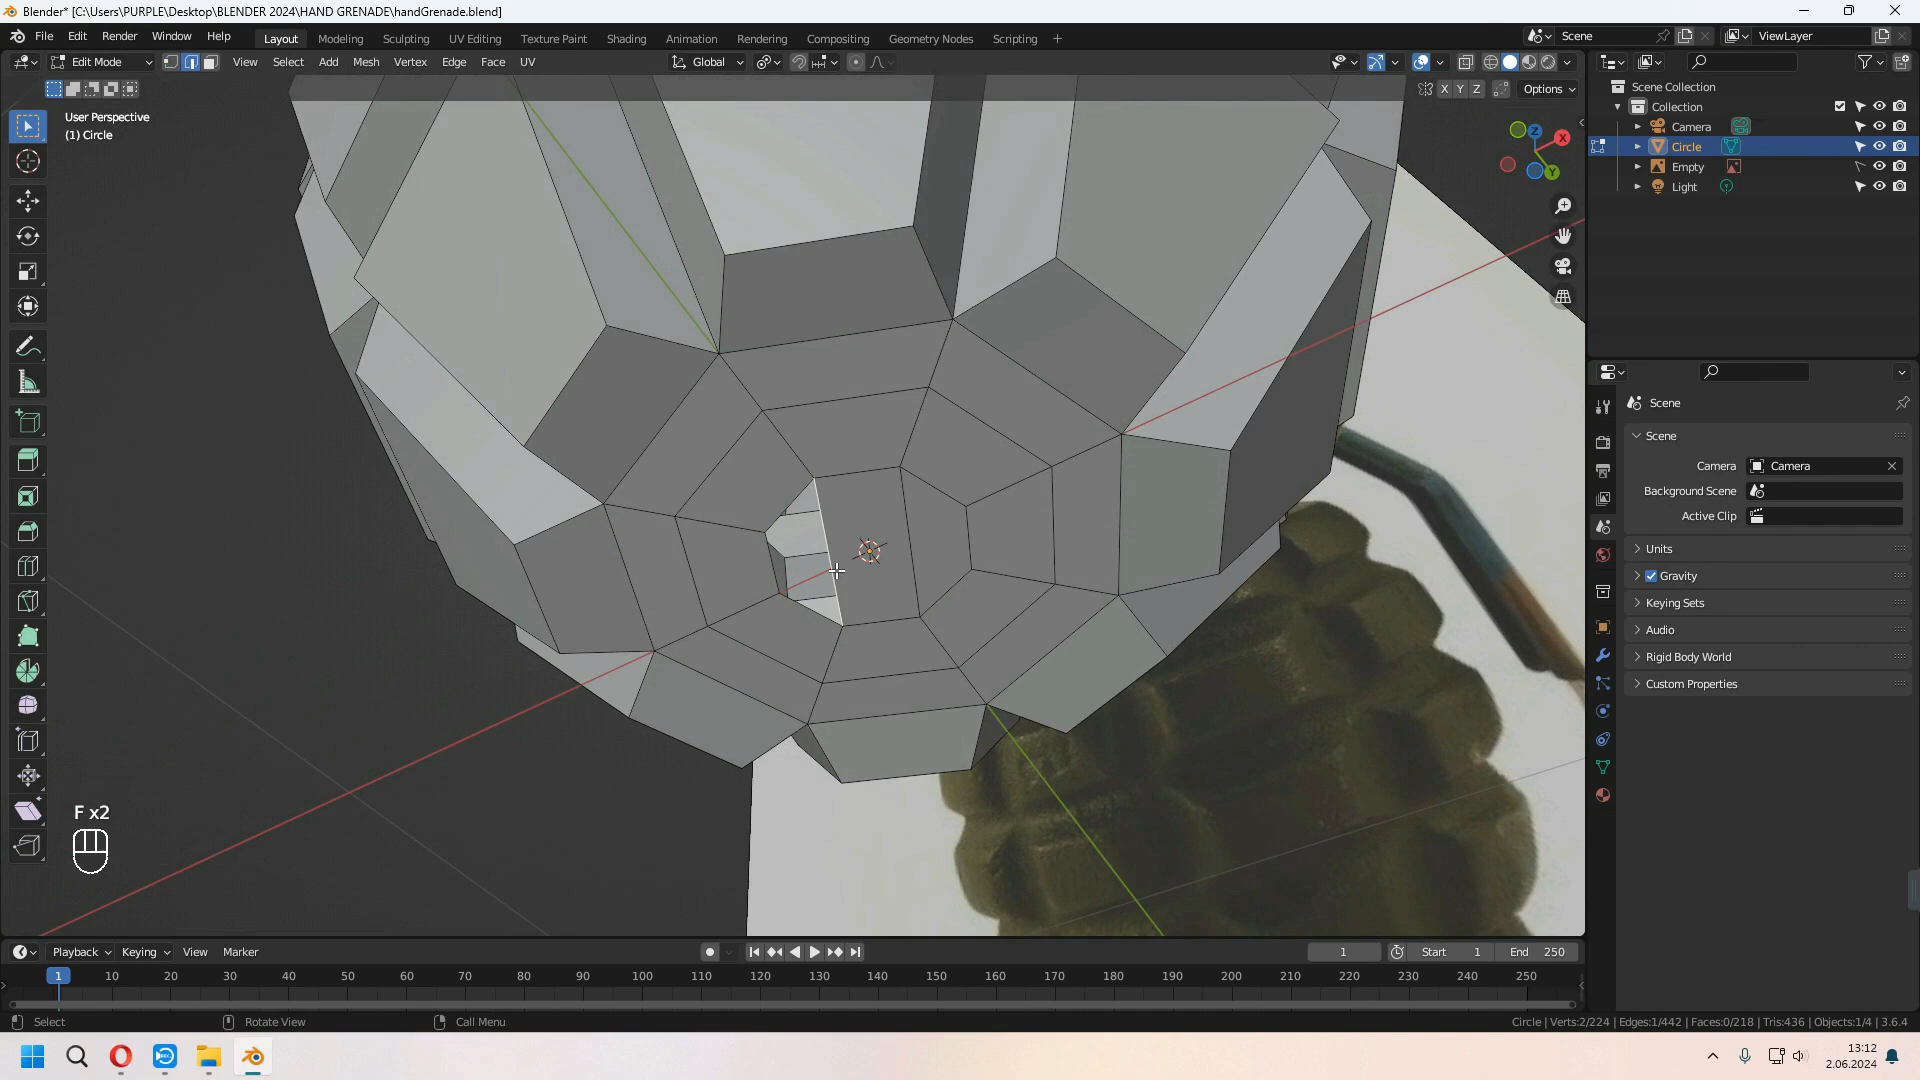 Blender* [C:\Users\PURPLE\Desktop\BLENDER 2024\HAND GRENADE\handGrenade.blend]
File Edit Render Window Help Layout Modeling Sculpting UV Editing Texture Paint Shading Animation Rendering Compositing Geometry Nodes Scripting + Scene ViewLayer
Edit Mode View Select Add Mesh Vertex Edge Face UV Global
X Y Z Options
User Perspective
(1) Circle
Z X Y
F x2
Scene Collection
Collection
Camera
Circle
Empty
Light
Scene
Scene
Camera Camera
Background Scene
Active Clip
Units
Gravity
Keying Sets
Audio
Rigid Body World
Custom Properties
Playback Keying View Marker 1 Start 1 End 250
1 10 20 30 40 50 60 70 80 90 100 110 120 130 140 150 160 170 180 190 200 210 220 230 240 250
Select Rotate View Call Menu Circle | Verts:2/224 | Edges:1/442 | Faces:0/218 | Tris:436 | Objects:1/4 | 3.6.4
REC
13:12
2.06.2024